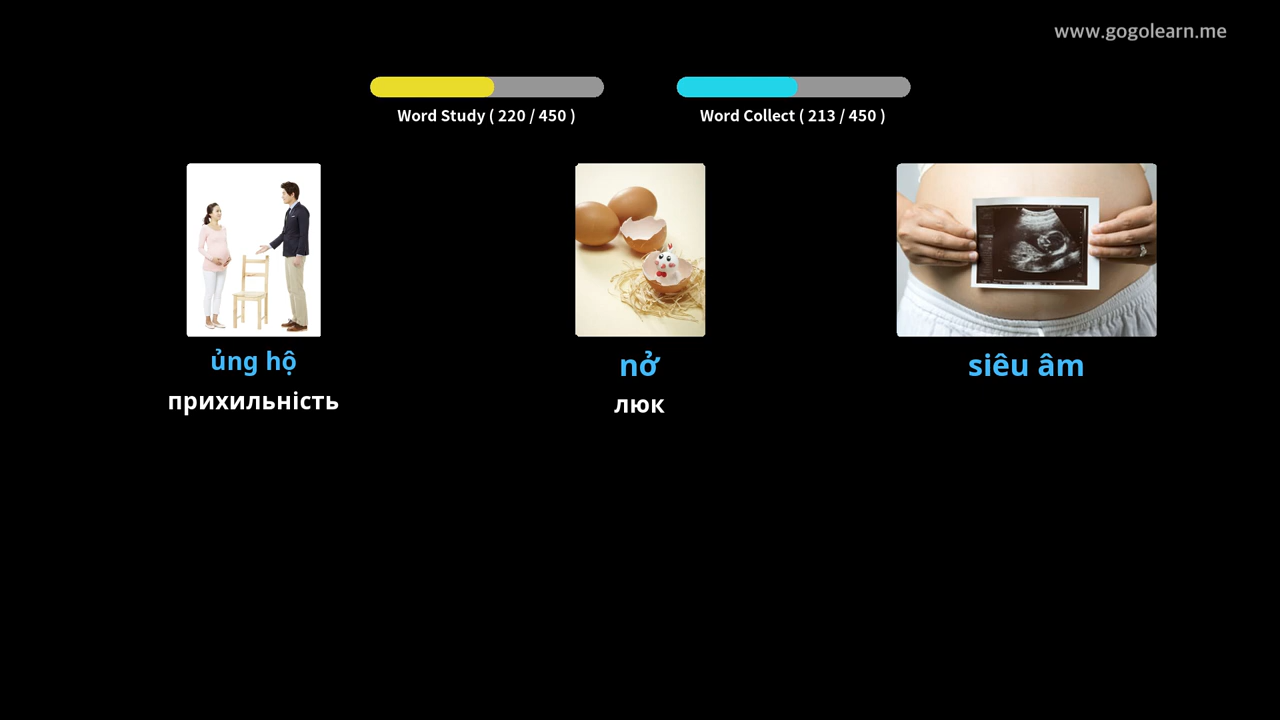 www.gogolearn.me
Word Study ( 220 / 450 )
Word Collect ( 213 / 450 )
ủng hộ
прихильність
nở
люк
siêu âm